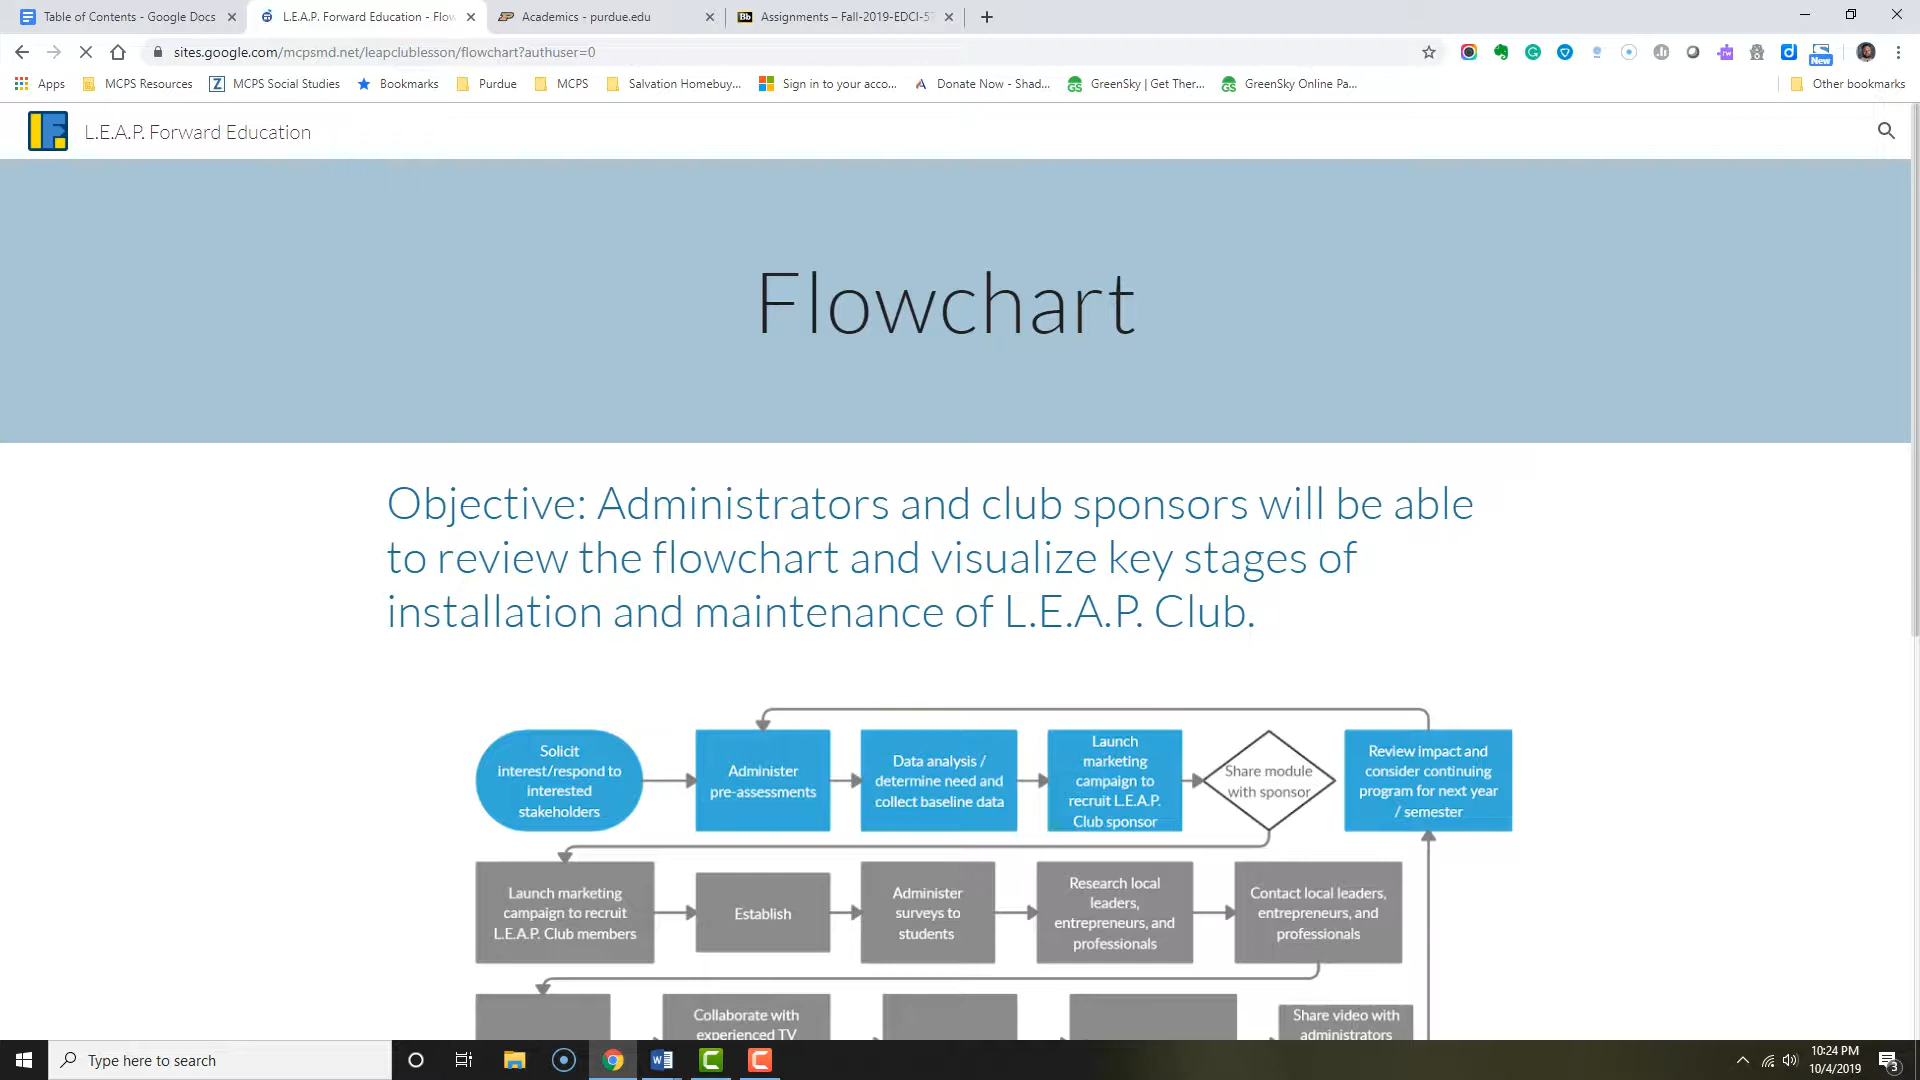 Table of Contents - Google Docs
L.E.A.P. Forward Education - Flow
Academics - purdue.edu
Bb Assignments – Fall-2019-EDCI-57
sites.google.com/mcpsmd.net/leapclublesson/flowchart?authuser=0
New
Apps
MCPS Resources
Z MCPS Social Studies
Bookmarks
Purdue
MCPS
Salvation Homebuy...
Sign in to your acco...
Donate Now - Shad...
GS GreenSky | Get Ther...
GS GreenSky Online Pa...
Other bookmarks
L.E.A.P. Forward Education
Flowchart
Objective: Administrators and club sponsors will be able
to review the flowchart and visualize key stages of
installation and maintenance of L.E.A.P. Club.
Solicit
interest/respond to
interested
stakeholders
Administer
pre-assessments
Data analysis /
determine need and
collect baseline data
Launch
marketing
campaign to
recruit L.E.A.P.
Club sponsor
Share module
with sponsor
Review impact and
consider continuing
program for next year
/ semester
Launch marketing
campaign to recruit
L.E.A.P. Club members
Establish
Administer
surveys to
students
Research local
leaders,
entrepreneurs, and
professionals
Contact local leaders,
entrepreneurs, and
professionals
Collaborate with
experienced TV
Share video with
administrators
Type here to search
10:24 PM
10/4/2019
3